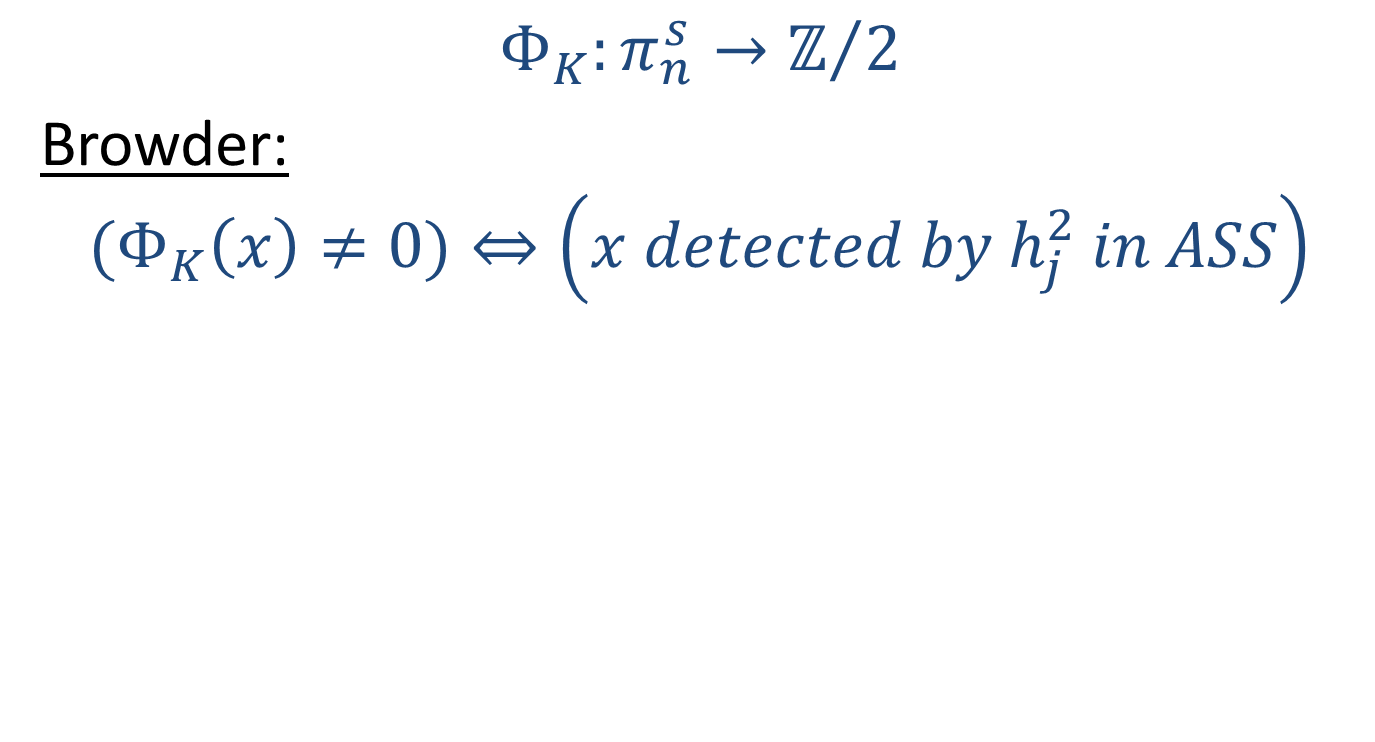 Φ_K: π_n^s → ℤ/2
Browder:
(Φ_K(x) ≠ 0) ⇔ (x detected by h_j^2 in ASS)